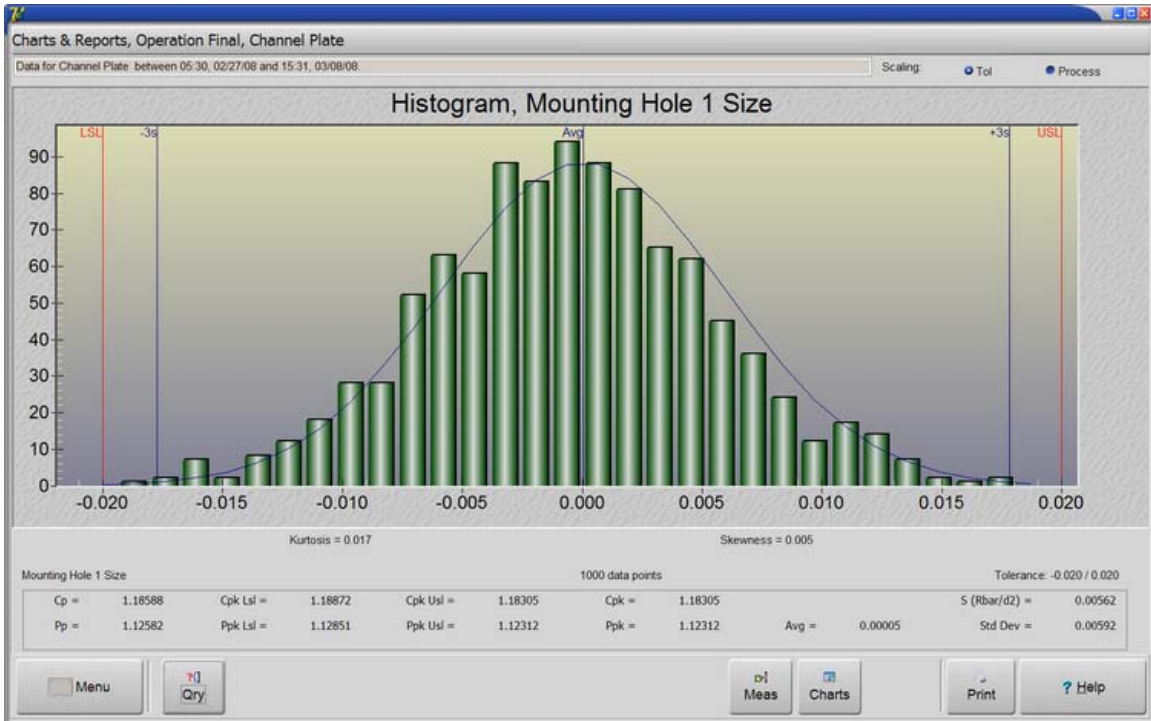 Charts & Reports, Operation Final, Channel Plate
Data for Channel Plate between 05:30, 02/27/08 and 15:31, 03/08/08.
Scaling: Tol Process
Histogram, Mounting Hole 1 Size
LSL -3s Avg +3s USL
90
80
70
60
50
40
30
20
10
0
-0.020 -0.015 -0.010 -0.005 0.000 0.005 0.010 0.015 0.020
Kurtosis = 0.017 Skewness = 0.005
Mounting Hole 1 Size 1000 data points Tolerance: -0.020 / 0.020
Cp = 1.18588 Cpk Lsl = 1.18872 Cpk Usl = 1.18305 Cpk = 1.18305 S (Rbar/d2) = 0.00562
Pp = 1.12582 Ppk Lsl = 1.12851 Ppk Usl = 1.12312 Ppk = 1.12312 Avg = 0.00005 Std Dev = 0.00592
Menu Qry Meas Charts Print ? Help